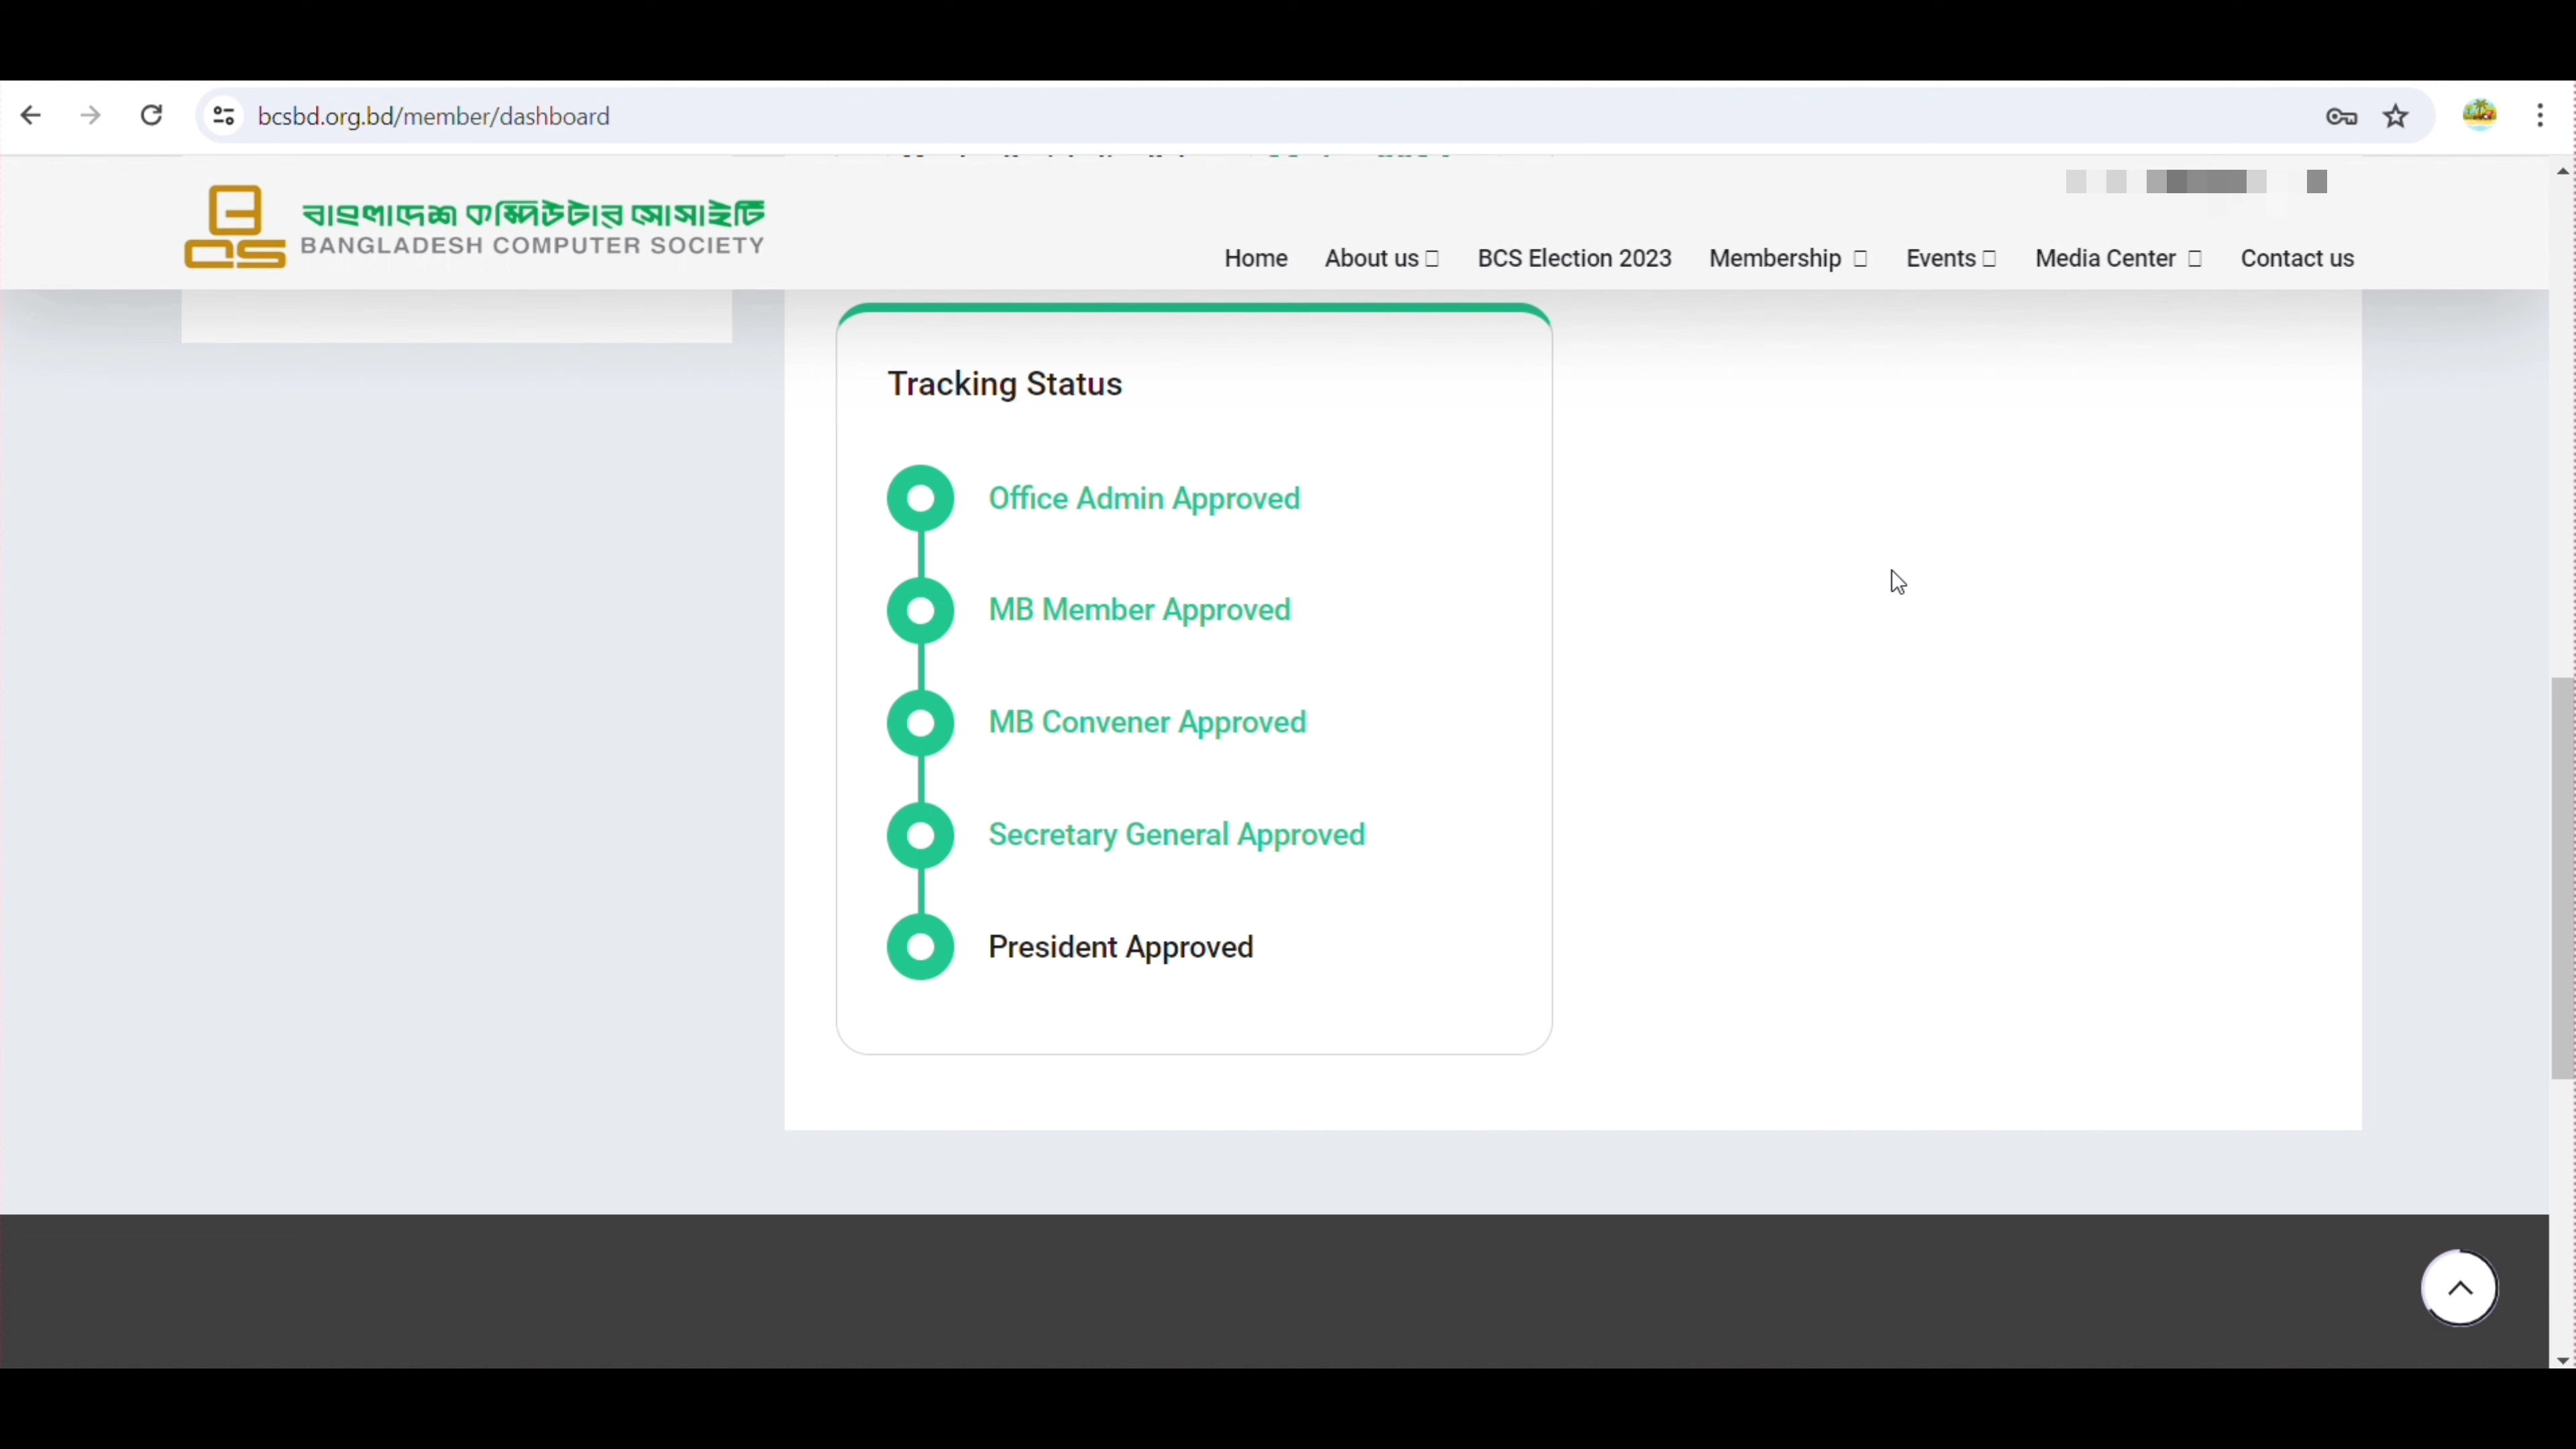 bcsbd.org.bd/member/dashboard
বাংলাদেশ কম্পিউটার সোসাইটি
BANGLADESH COMPUTER SOCIETY
Home About us BCS Election 2023 Membership Events Media Center Contact us
Tracking Status
Office Admin Approved
MB Member Approved
MB Convener Approved
Secretary General Approved
President Approved